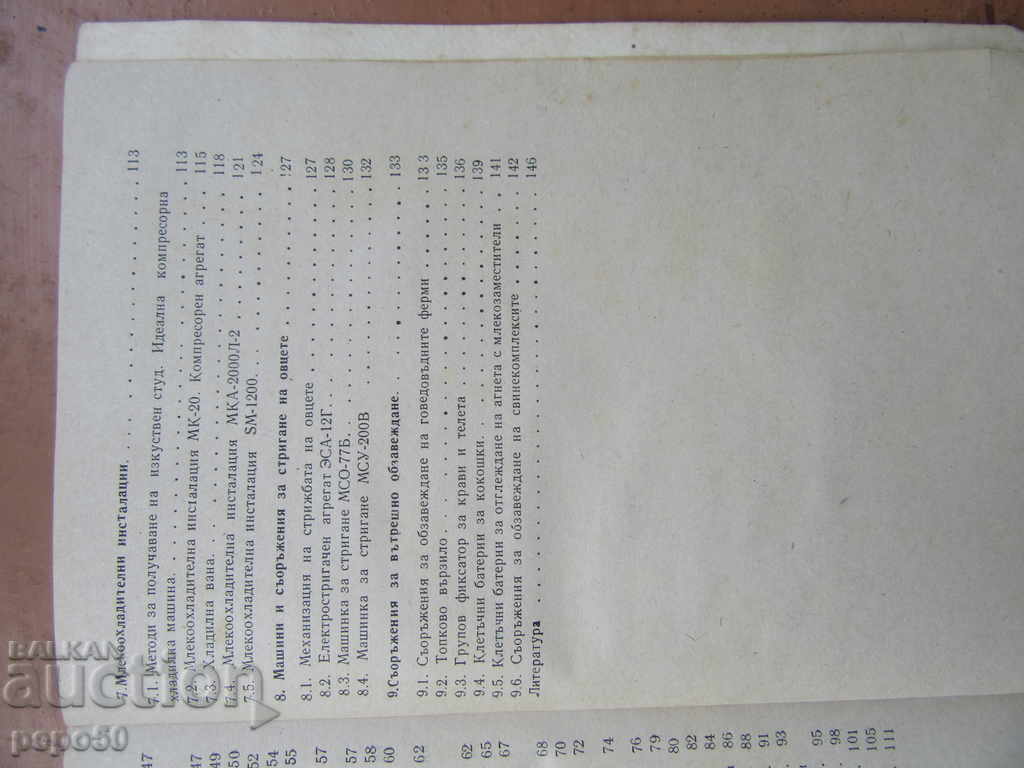 7.Млекоохладителни инсталации. . . . . . . . . . . . . . . . . 113
7.1. Методи за получаване на изкуствен студ. Идеална компресорна
хладилна машина. . . . . . . . . . . . . . . . . . 113
7.2. Млекоохладителна инсталация МК-20. Компресорен агрегат . . . 115
7.3. Хладилна вана. . . . . . . . . . . . . . . . . . 118
7.4. Млекоохладителна инсталация МКА-2000Л-2 . . . . . . . . 121
7.5. Млекоохладителна инсталация SM-1200. . . . . . . . . . 124
8. Машини и съоръжения за стригане на овцете . . . . . . . . 127
8.1. Механизация на стрижбата на овцете . . . . . . . . . . 127
8.2. Електростригачен агрегат ЭСА-12Г. . . . . . . . . . . . 128
8.3. Машинка за стригане МСО-77Б. . . . . . . . . . . . . 130
8.4. Машинка за стригане МСУ-200В . . . . . . . . . . . . 132
9.Съоръжения за вътрешно обзавеждане. . . . . . . . . . . 133
9.1. Съоръжения за обзавеждане на говедовъдните ферми . . . . . 13 3
9.2. Топково вързило . . . . . . . . . . . . . . . . . . 135
9.3. Групов фиксатор за крави и телета . . . . . . . . . . . 136
9.4. Клетъчни батерии за кокошки. . . . . . . . . . . . . . 139
9.5. Клетъчни батерии за отглеждане на агнета с млекозаместители . . 141
9.6. Съоръжения за обзавеждане на свинекомплексите . . . . . . 142
Литература . . . . . . . . . . . . . . . . . . . . . 146
47
47
49
50
52
54
55
57
57
58
60
62
62
65
67
68
70
72
74
76
79
80
82
84
86
88
91
93
95
98
101
105
111
BALKAN
auction
pepo50